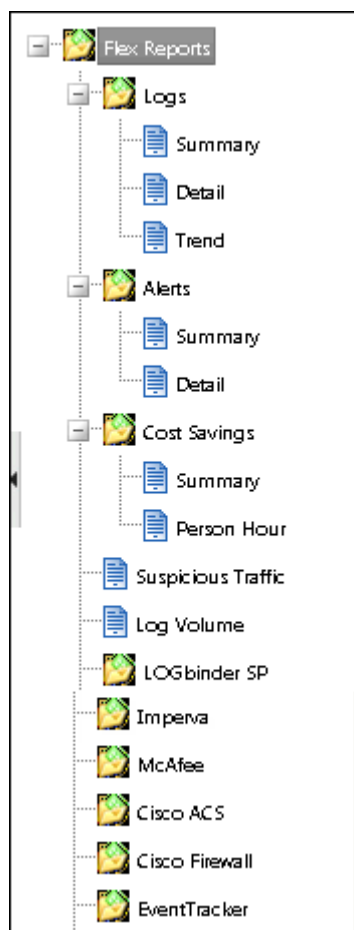 Flex Reports
Logs
Summary
Detail
Trend
Alerts
Summary
Detail
Cost Savings
Summary
Person Hour
Suspicious Traffic
Log Volume
LOGbinder SP
Imperva
McAfee
Cisco ACS
Cisco Firewall
EventTracker